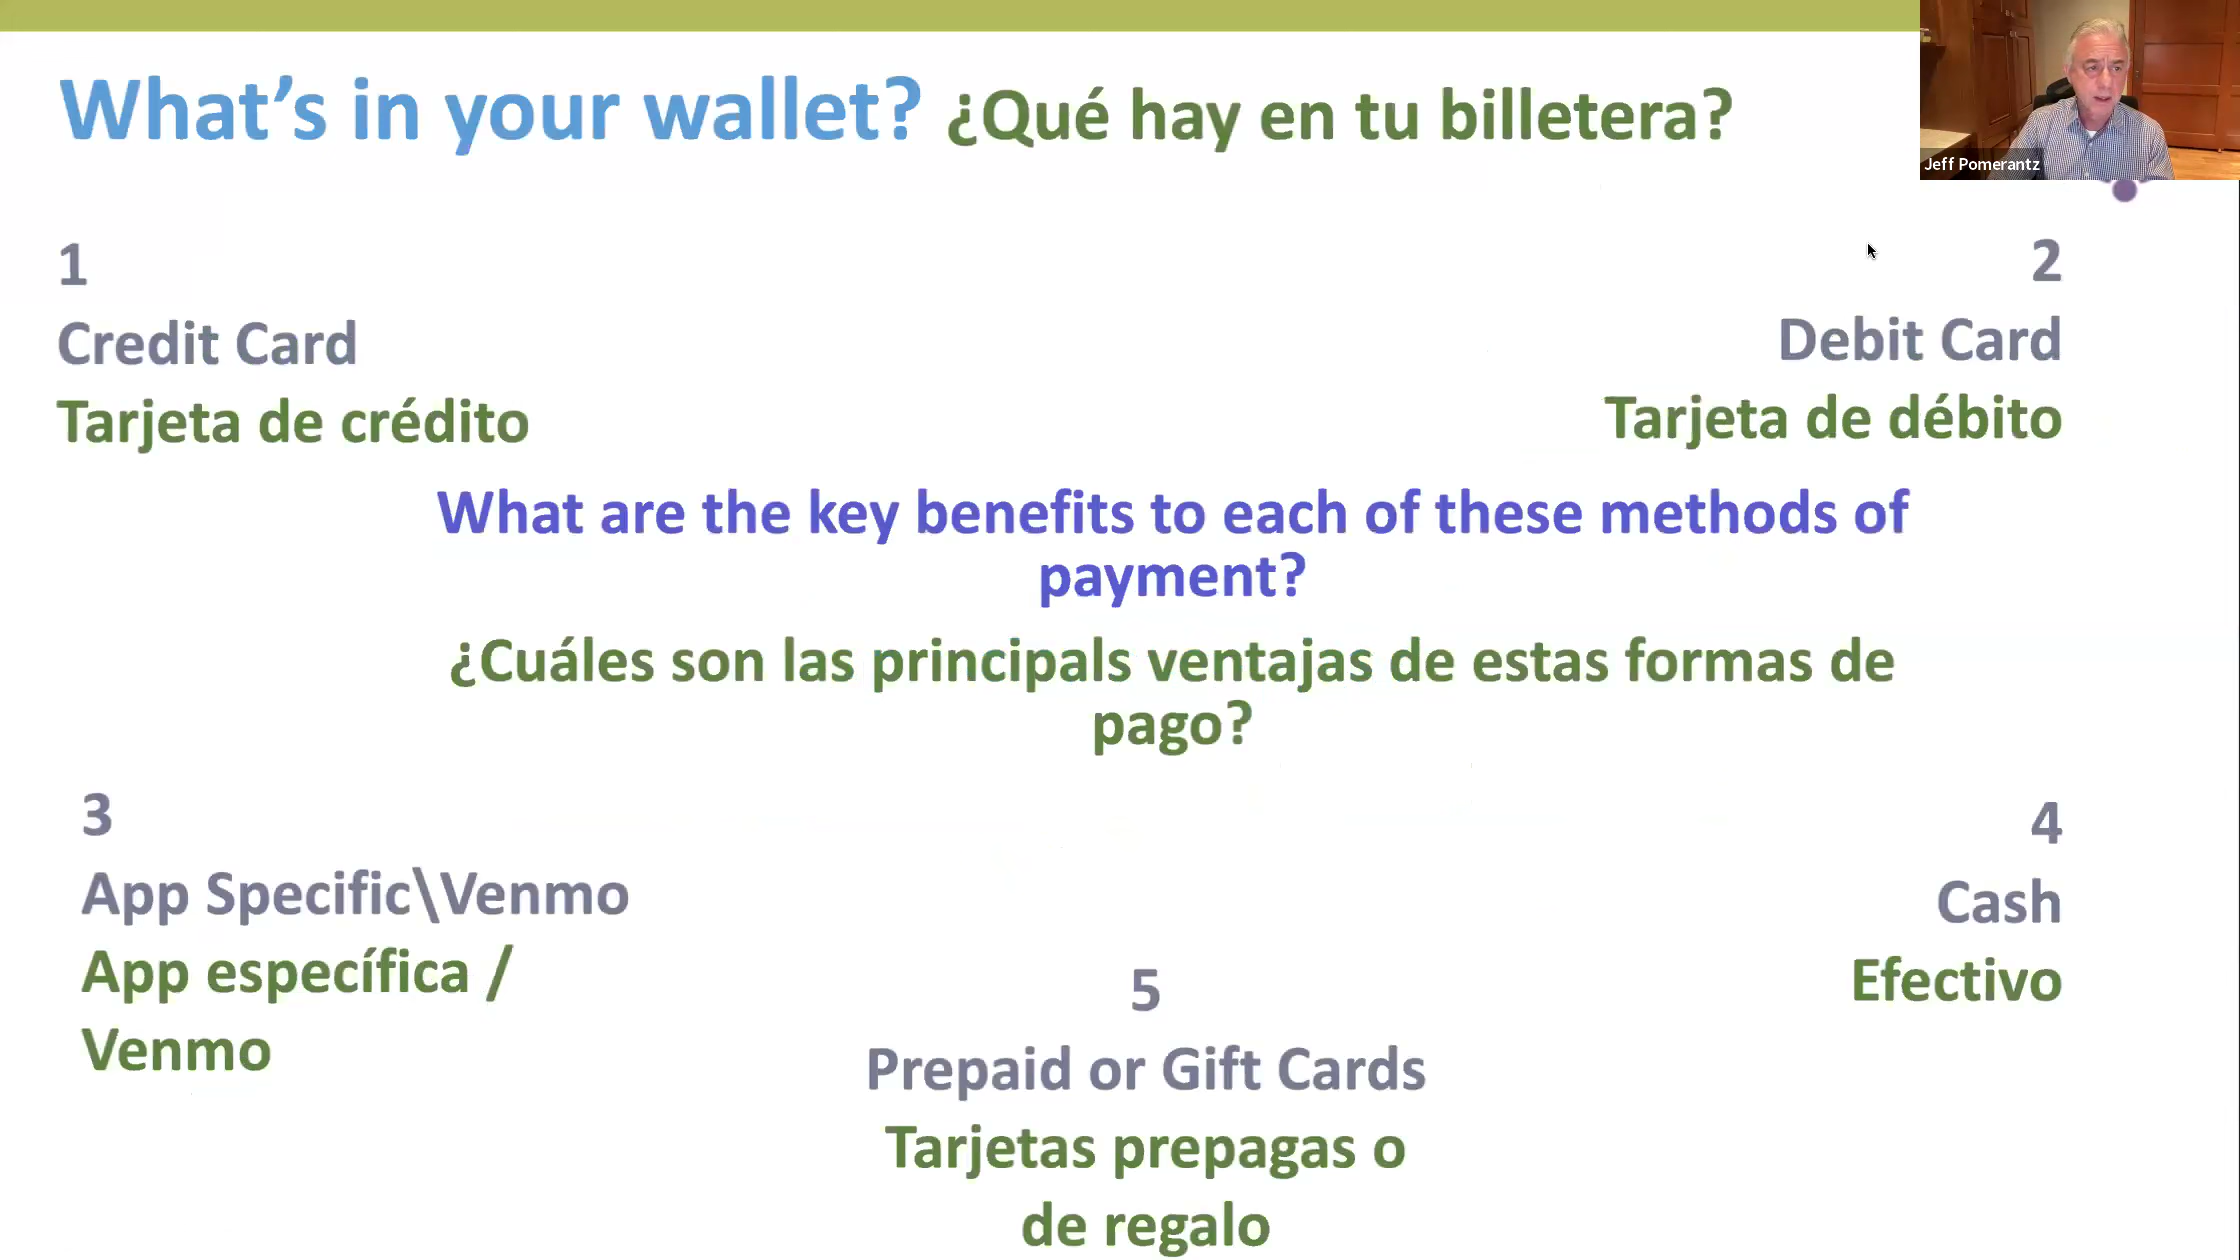 What's in your wallet? ¿Qué hay en tu billetera?
Jeff Pomerantz
1
Credit Card
Tarjeta de crédito
2
Debit Card
Tarjeta de débito
What are the key benefits to each of these methods of
payment?
¿Cuáles son las principals ventajas de estas formas de
pago?
3
App Specific\Venmo
App específica /
Venmo
4
Cash
Efectivo
5
Prepaid or Gift Cards
Tarjetas prepagas o
de regalo